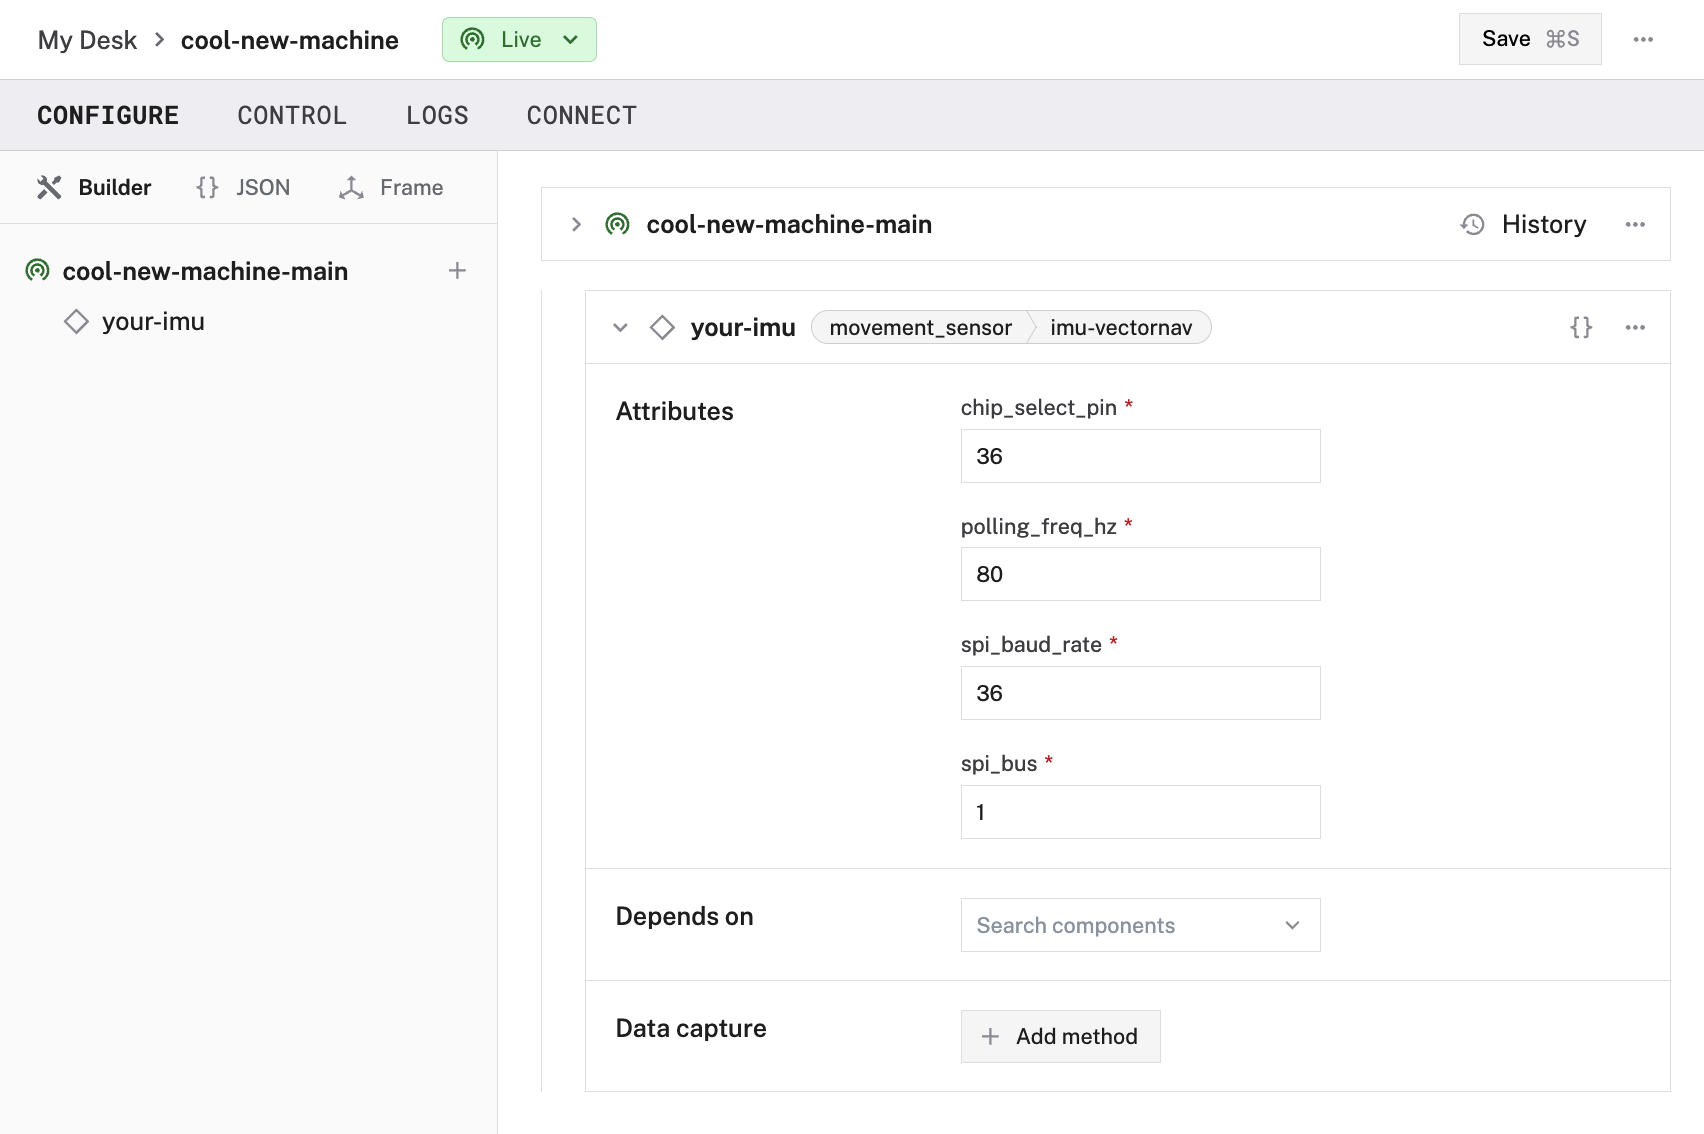 My Desk > cool-new-machine Live Save ⌘S ...
CONFIGURE CONTROL LOGS CONNECT
Builder {} JSON Frame
cool-new-machine-main +
your-imu
cool-new-machine-main History ...
your-imu movement_sensor imu-vectornav {} ...
Attributes
chip_select_pin *
36
polling_freq_hz *
80
spi_baud_rate *
36
spi_bus *
1
Depends on
Search components
Data capture
+ Add method